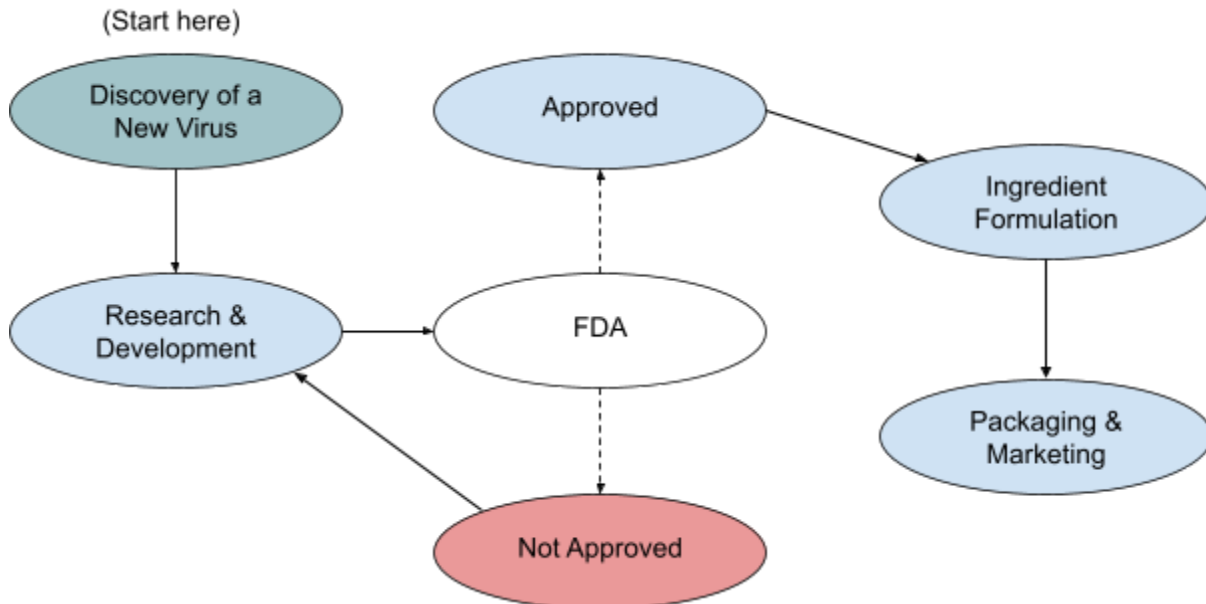 (Start here)
Discovery of a
New Virus
Approved
Ingredient
Formulation
Research &
Development
FDA
Packaging &
Marketing
Not Approved